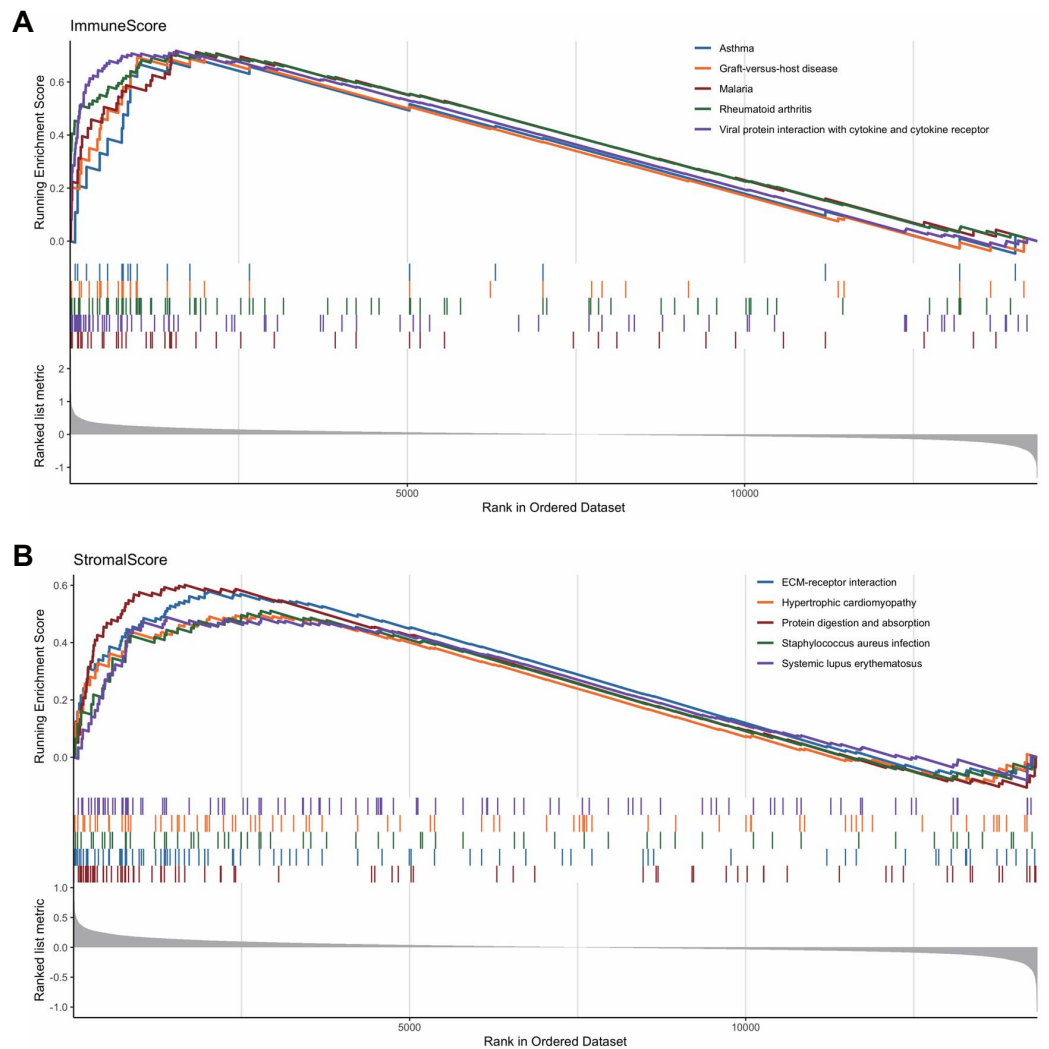 A
ImmuneScore
Running Enrichment Score
0.6
0.4
0.2
0.0
Asthma
Graft-versus-host disease
Malaria
Rheumatoid arthritis
Viral protein interaction with cytokine and cytokine receptor
Ranked list metric
2
1
0
-1
5000
10000
Rank in Ordered Dataset
B
StromalScore
Running Enrichment Score
0.6
0.4
0.2
0.0
ECM-receptor interaction
Hypertrophic cardiomyopathy
Protein digestion and absorption
Staphylococcus aureus infection
Systemic lupus erythematosus
Ranked list metric
1.0
0.5
0.0
-0.5
-1.0
5000
10000
Rank in Ordered Dataset